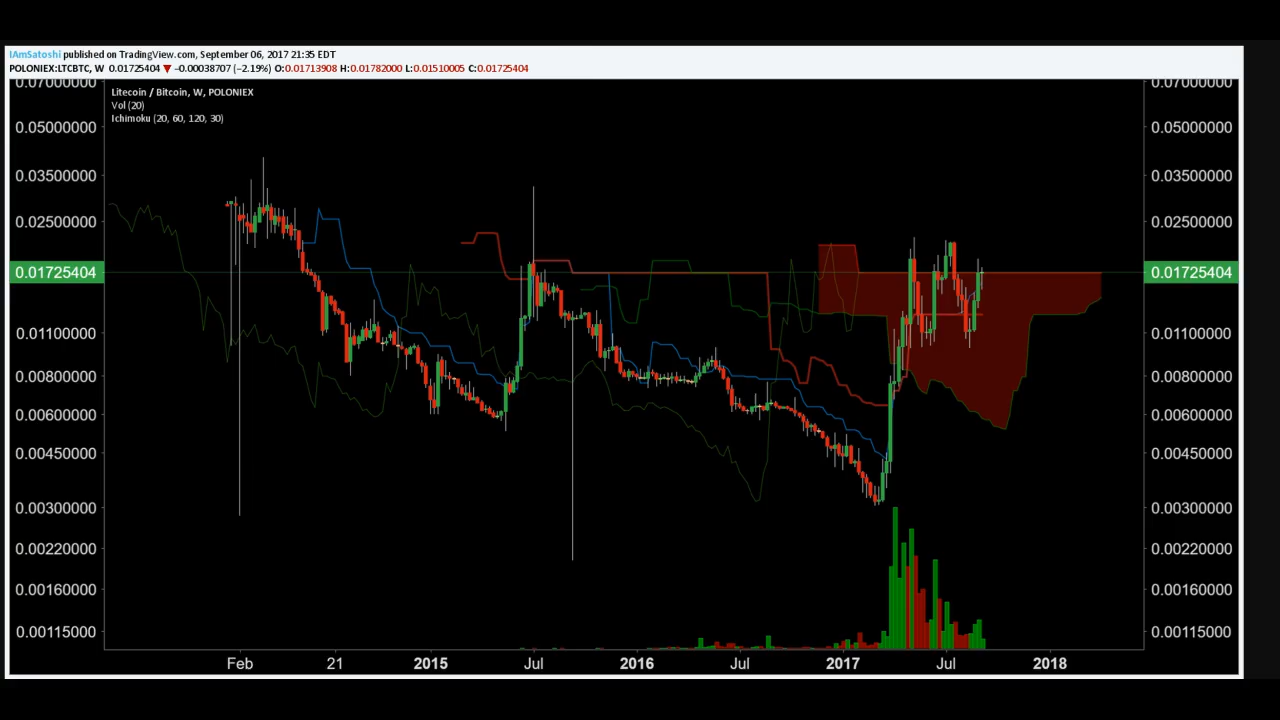 IAmSatoshi published on TradingView.com, September 06, 2017 21:35 EDT
POLONIEX:LTCBTC, W 0.01725404 ▼ −0.00038707 (−2.19%) O:0.01713908 H:0.01782000 L:0.01510005 C:0.01725404
Litecoin / Bitcoin, W, POLONIEX
Vol (20)
Ichimoku (20, 60, 120, 30)
0.07000000 0.07000000
0.05000000 0.05000000
0.03500000 0.03500000
0.02500000 0.02500000
0.01725404 0.01725404
0.01100000 0.01100000
0.00800000 0.00800000
0.00600000 0.00600000
0.00450000 0.00450000
0.00300000 0.00300000
0.00220000 0.00220000
0.00160000 0.00160000
0.00115000 0.00115000
Feb 21 2015 Jul 2016 Jul 2017 Jul 2018